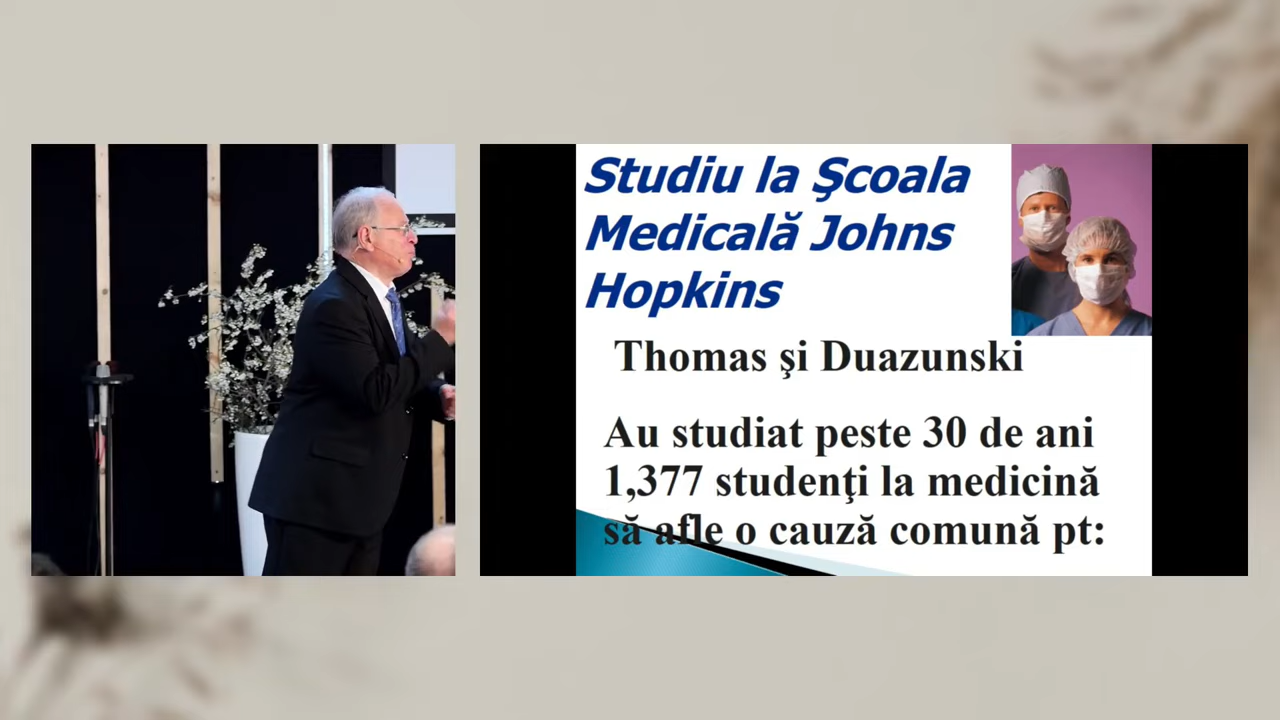 Studiu la Şcoala
Medicală Johns
Hopkins
Thomas şi Duazunski
Au studiat peste 30 de ani
1,377 studenţi la medicină
să afle o cauză comună pt: